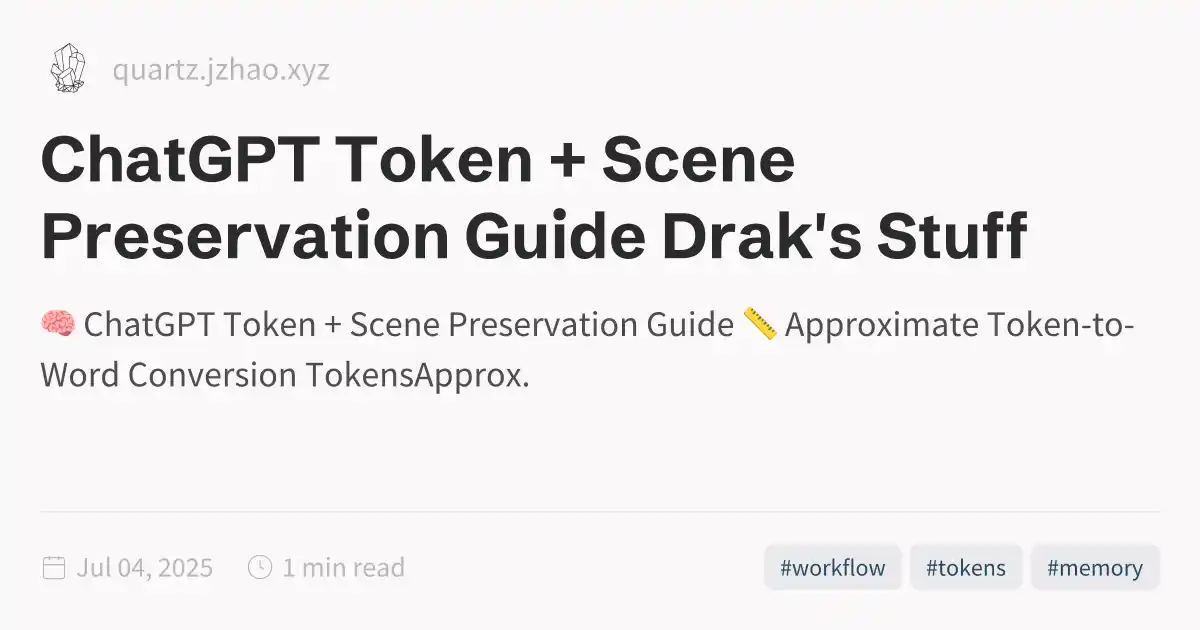 quartz.jzhao.xyz
ChatGPT Token + Scene
Preservation Guide Drak's Stuff
🧠 ChatGPT Token + Scene Preservation Guide 📏 Approximate Token-to-
Word Conversion TokensApprox.
Jul 04, 2025 1 min read #workflow #tokens #memory